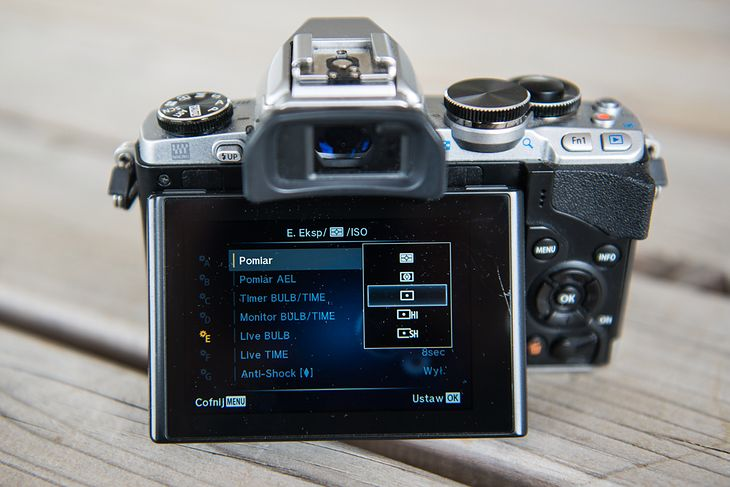 UP
Fn1
E. Eksp/ /ISO
Pomiar
A
Pomiar AEL
B
Timer BULB/TIME
C
Monitor BULB/TIME
HI
D
Live BULB
SH
E
Live TIME
8sec
F
Anti-Shock [♦]
Wył.
G
Cofnij MENU
Ustaw OK
MENU
INFO
OK
ON